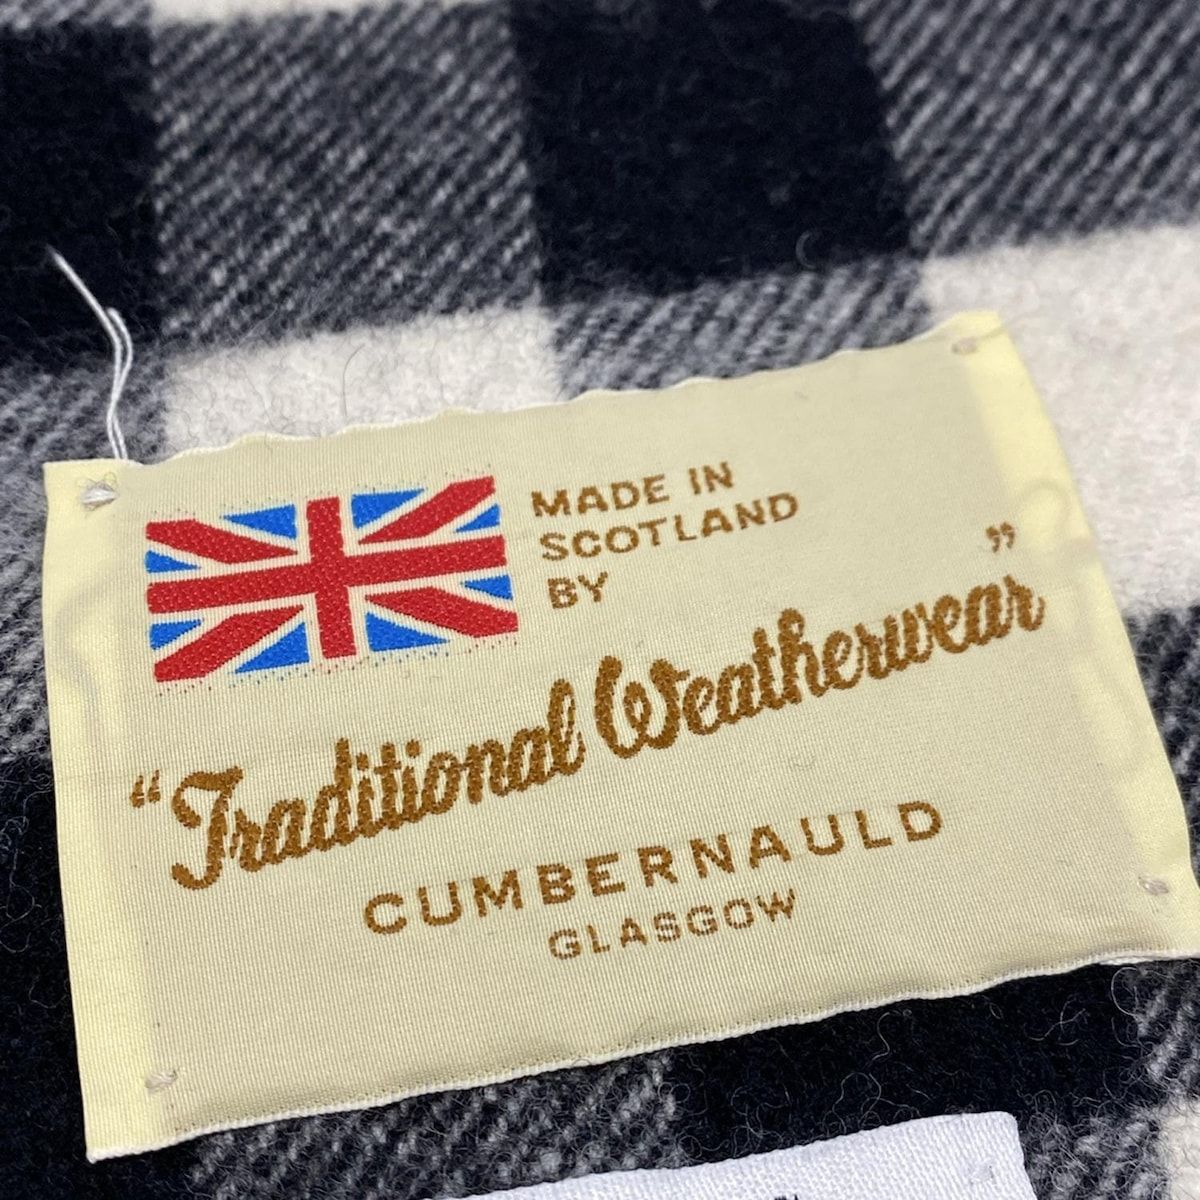 MADE IN
SCOTLAND
BY
“Traditional Weatherwear”
CUMBERNAULD
GLASGOW